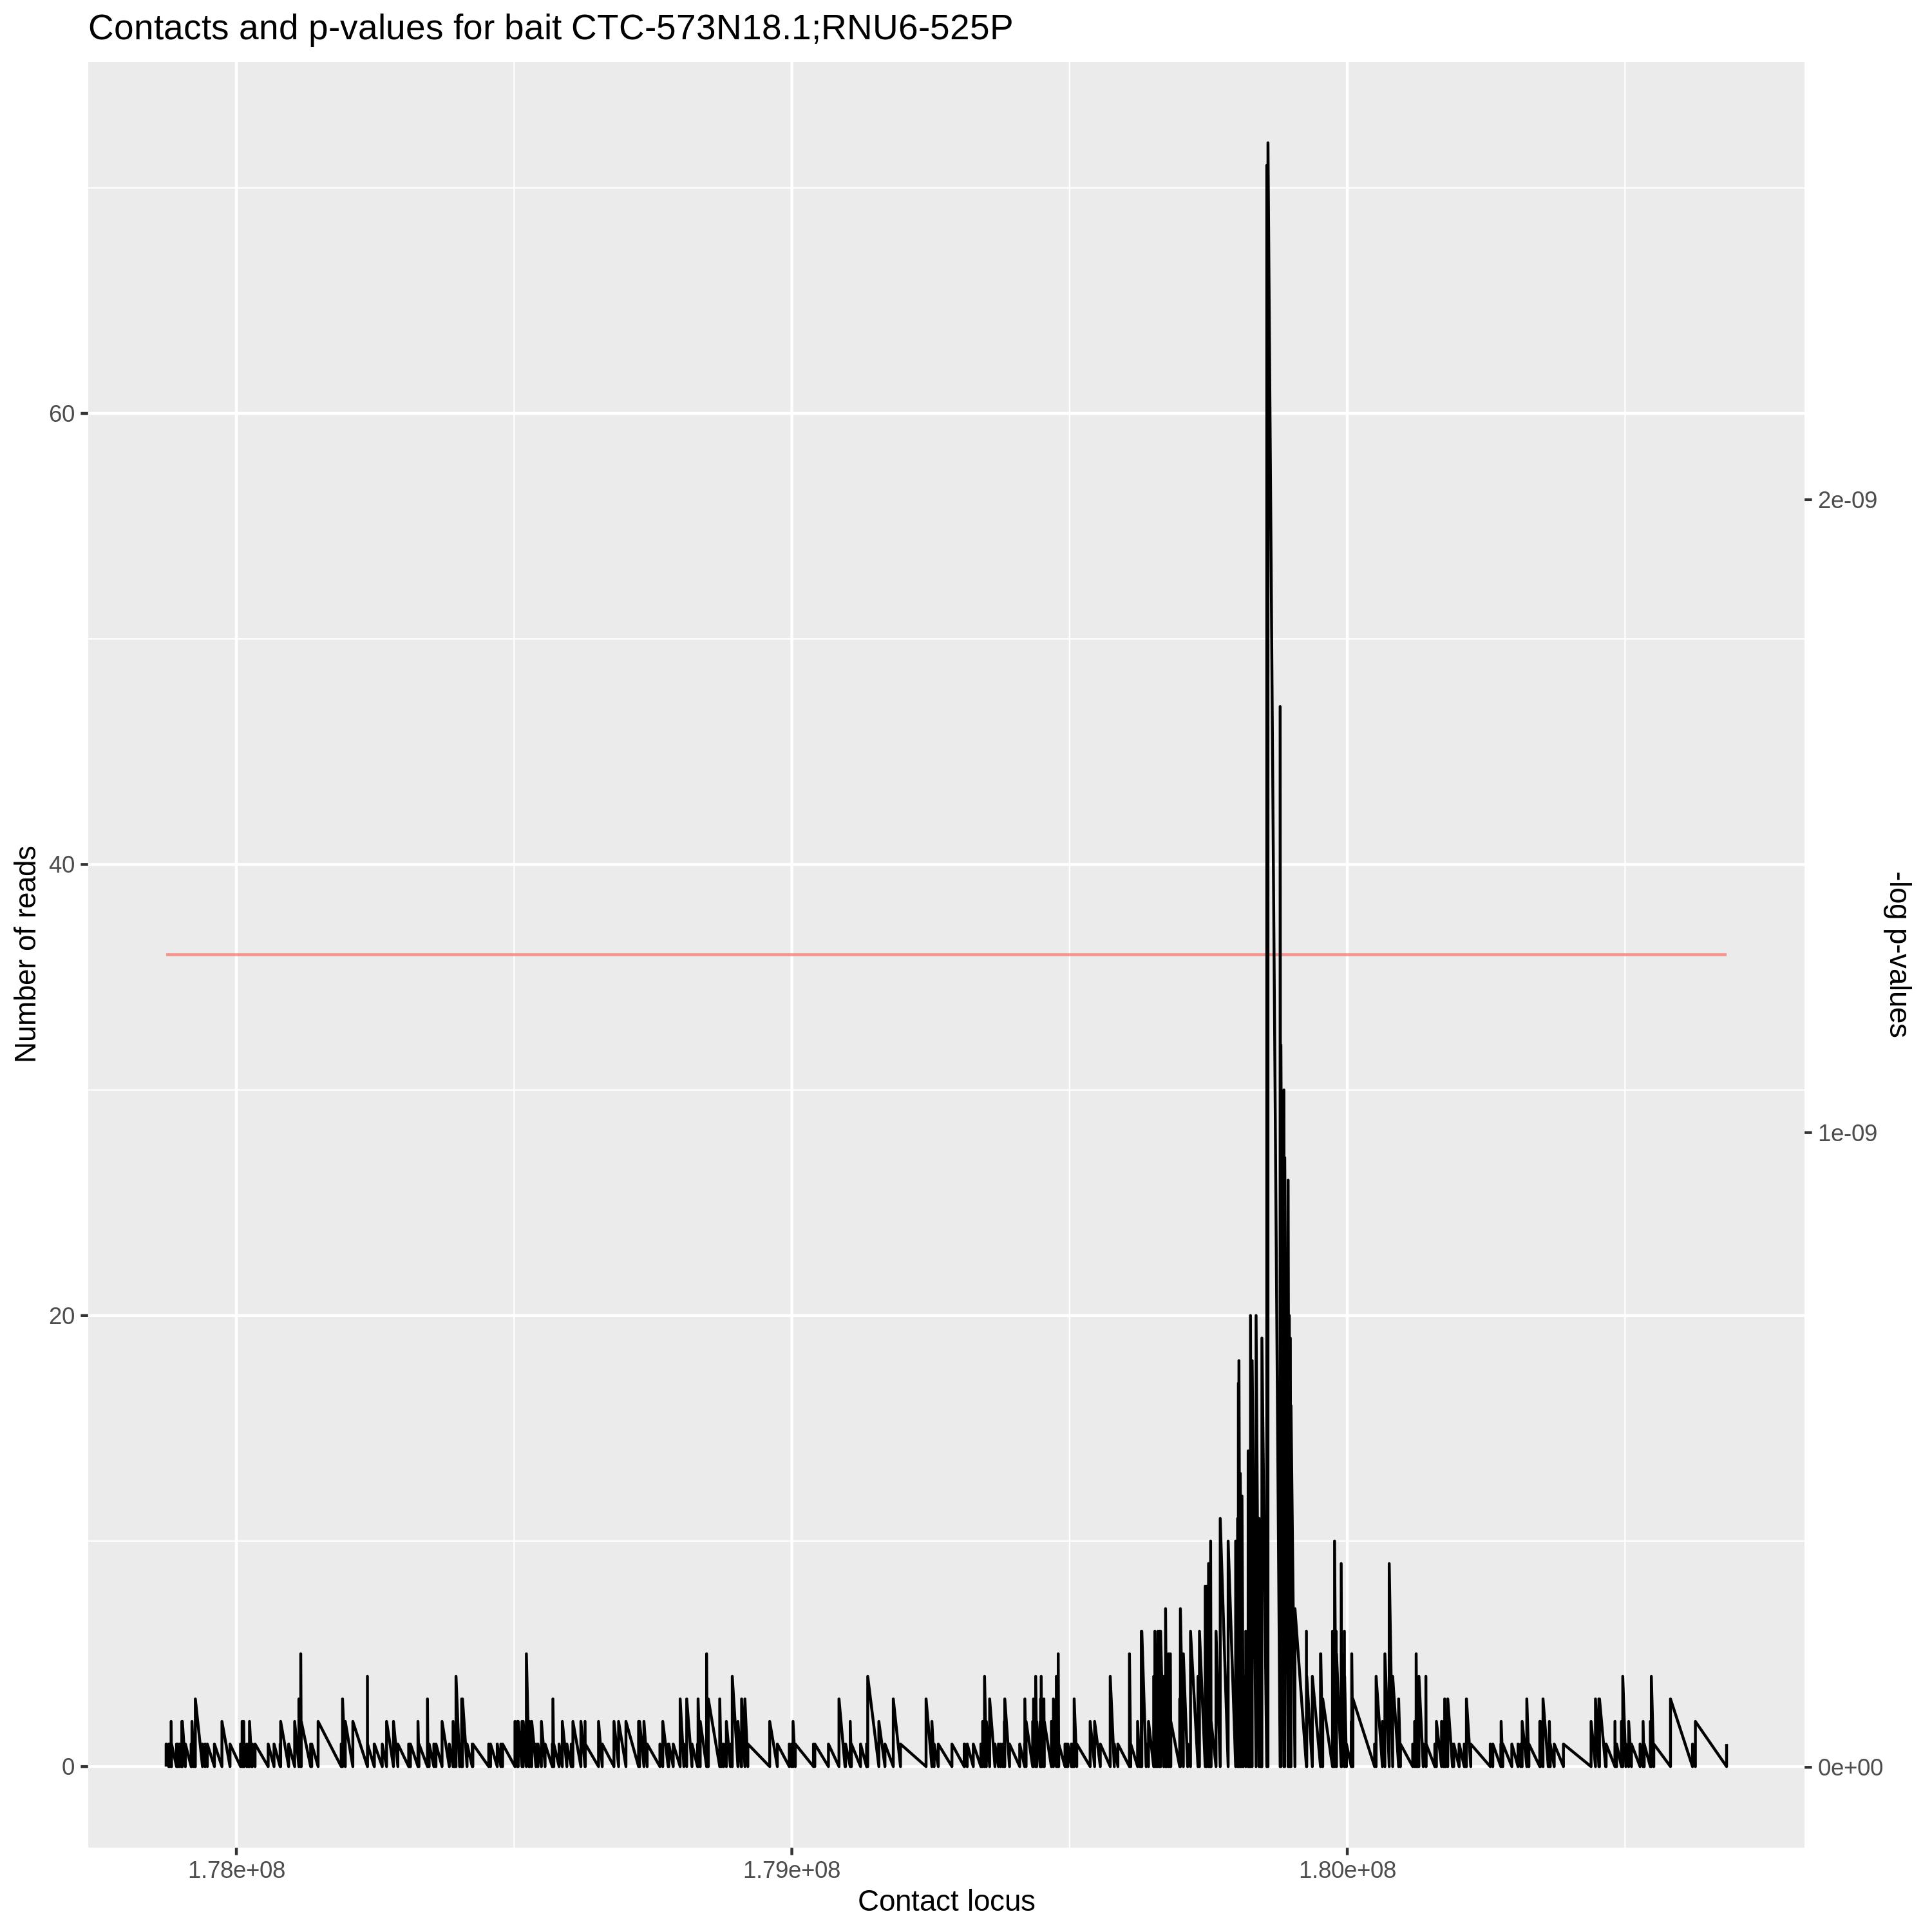 Contacts and p-values for bait CTC-573N18.1;RNU6-525P
Number of reads
60
40
20
0
2e-09
1e-09
0e+00
-log p-values
1.78e+08
1.79e+08
1.80e+08
Contact locus